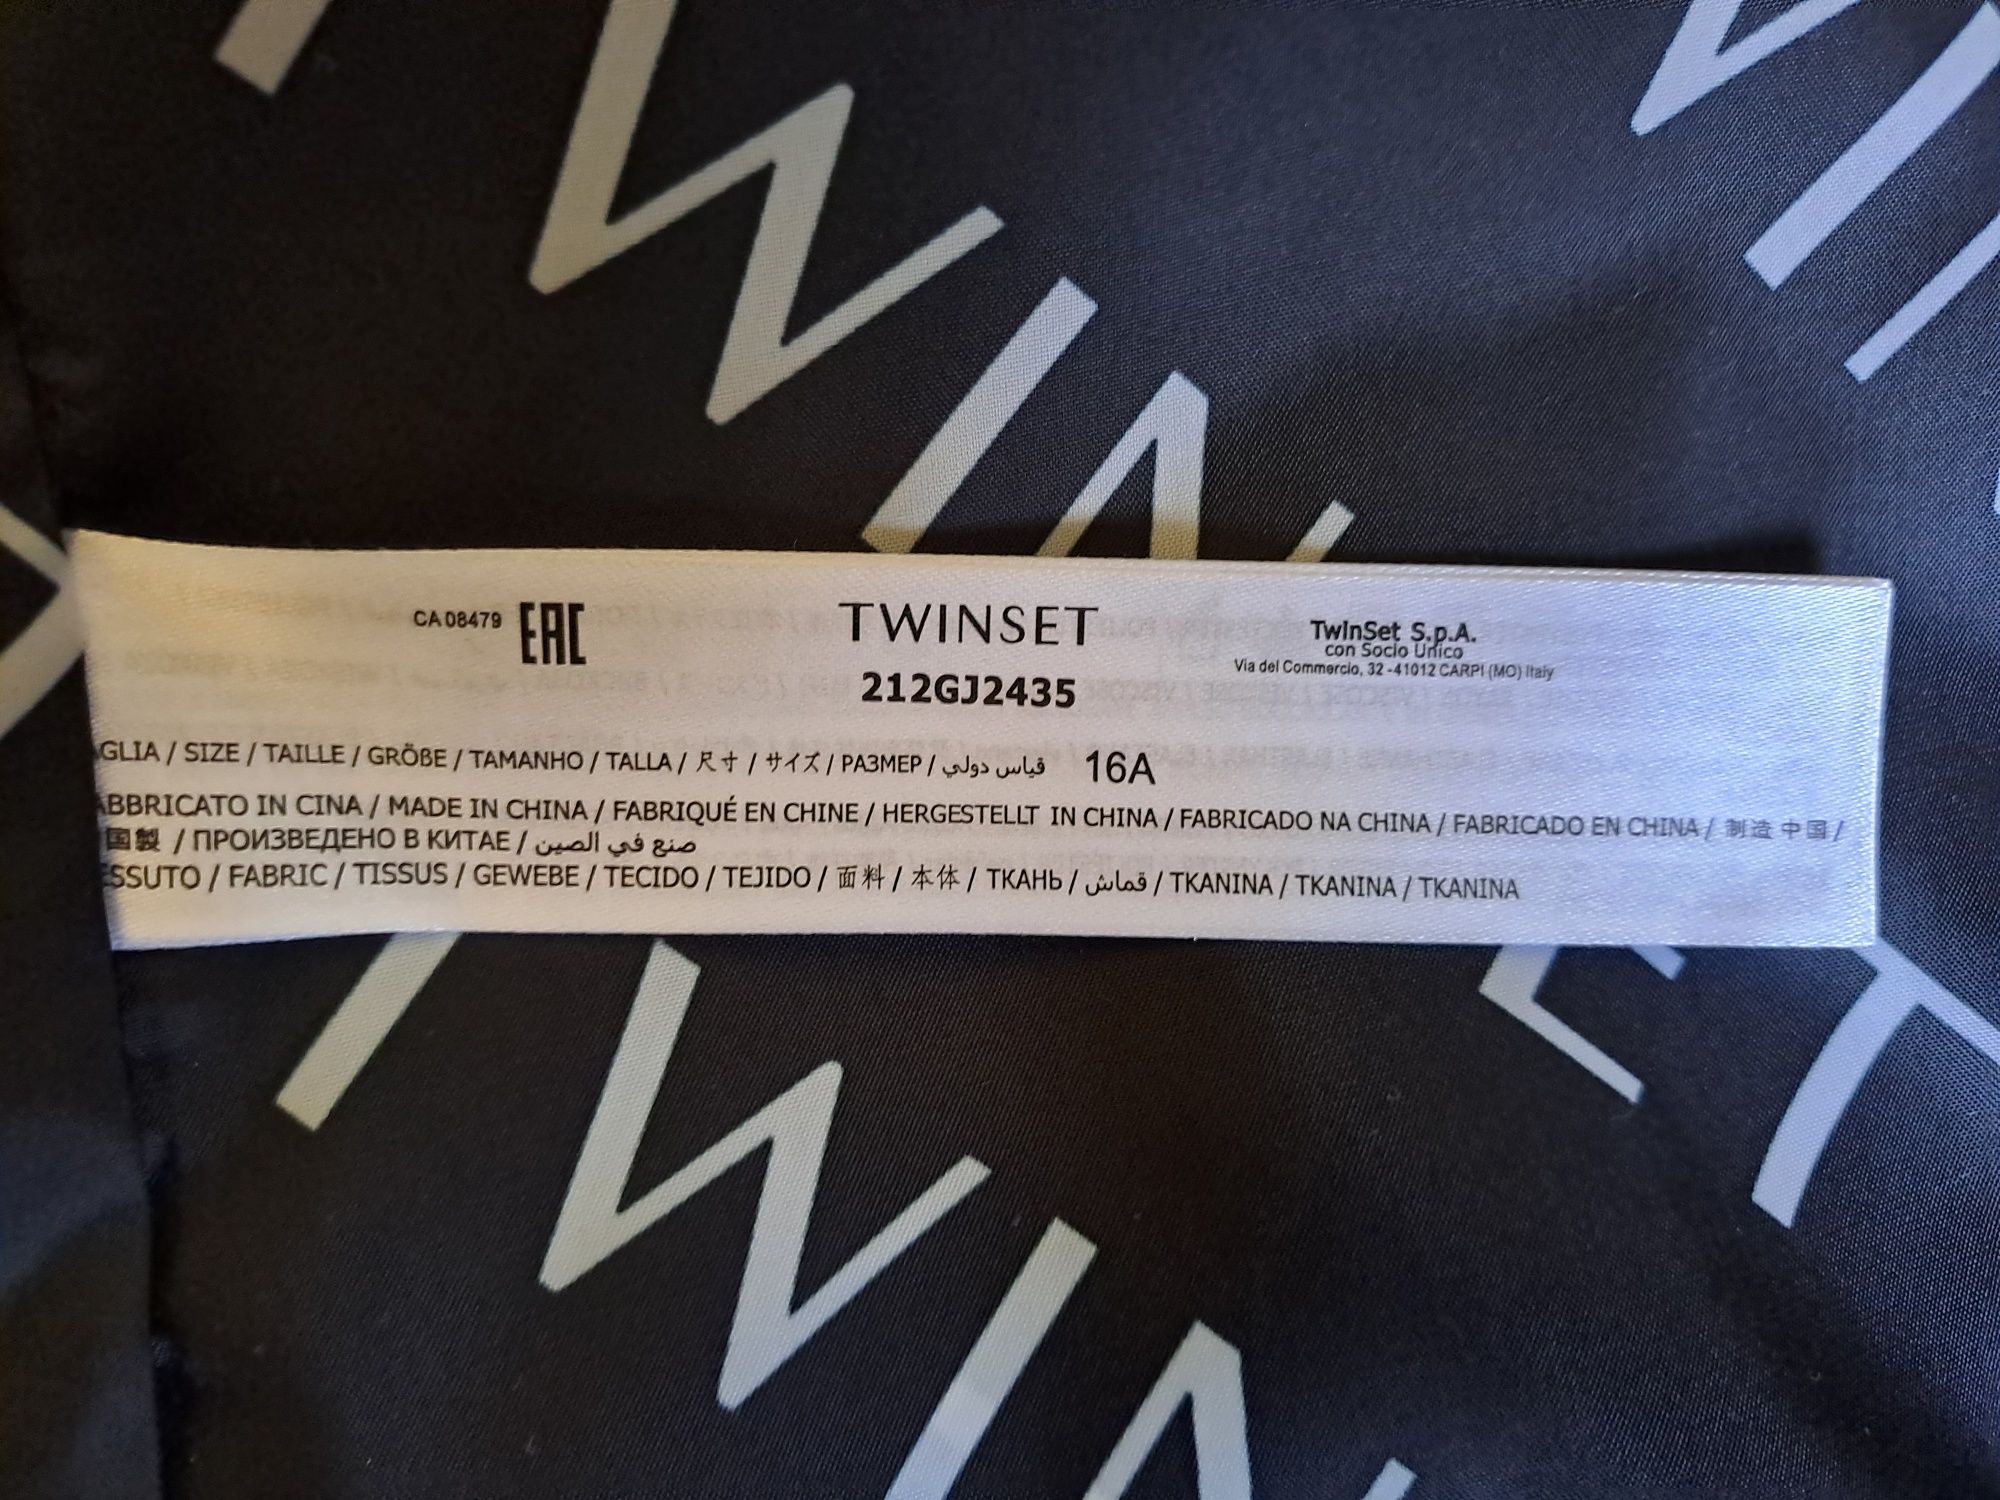 CA 08479 EAC
TWINSET
212GJ2435
TwinSet S.p.A.
con Socio Unico
Via del Commercio, 32 - 41012 CARPI (MO) Italy
GLIA / SIZE / TAILLE / GRÖßE / TAMANHO / TALLA / 尺寸 / サイズ / РАЗМЕР / قياس دولي 16A
ABBRICATO IN CINA / MADE IN CHINA / FABRIQUÉ EN CHINE / HERGESTELLT IN CHINA / FABRICADO NA CHINA / FABRICADO EN CHINA / 制造 中国 /
国製 / ПРОИЗВЕДЕНО В КИТАЕ / صنع في الصين
SSUTO / FABRIC / TISSUS / GEWEBE / TECIDO / TEJIDO / 面料 / 本体 / ТКАНЬ / قماش / TKANINA / TKANINA / TKANINA